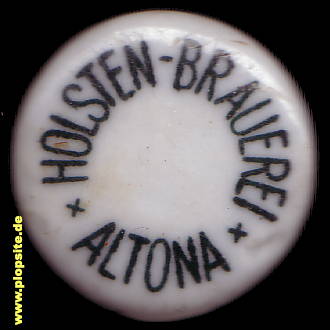 HOLSTEN-BRAUEREI
* ALTONA *
www.plopsite.de